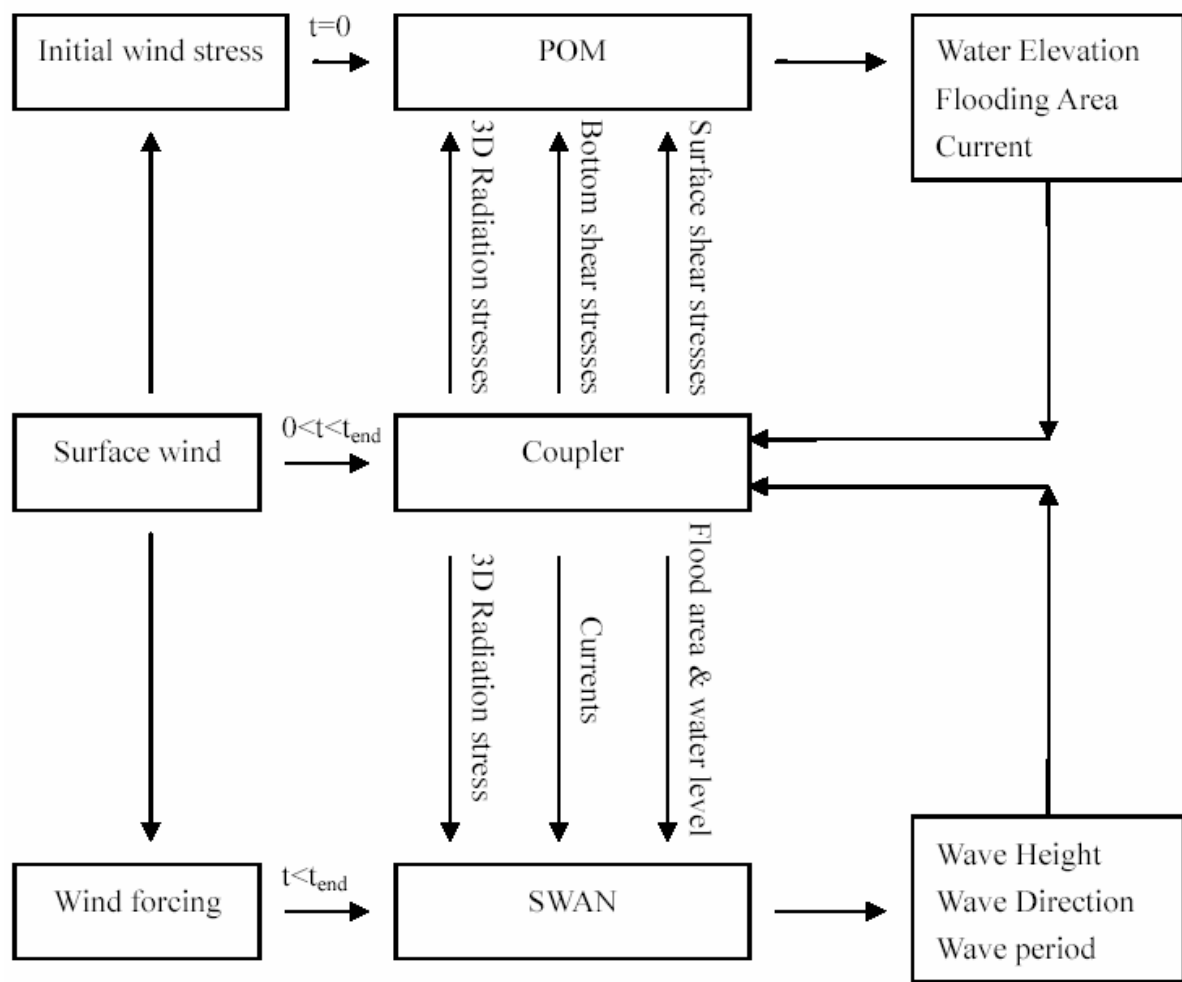 Initial wind stress
t=0
POM
Water Elevation
Flooding Area
Current
3D Radiation stresses
Bottom shear stresses
Surface shear stresses
Surface wind
0<t<t_end
Coupler
3D Radiation stress
Currents
Flood area & water level
Wind forcing
t<t_end
SWAN
Wave Height
Wave Direction
Wave period